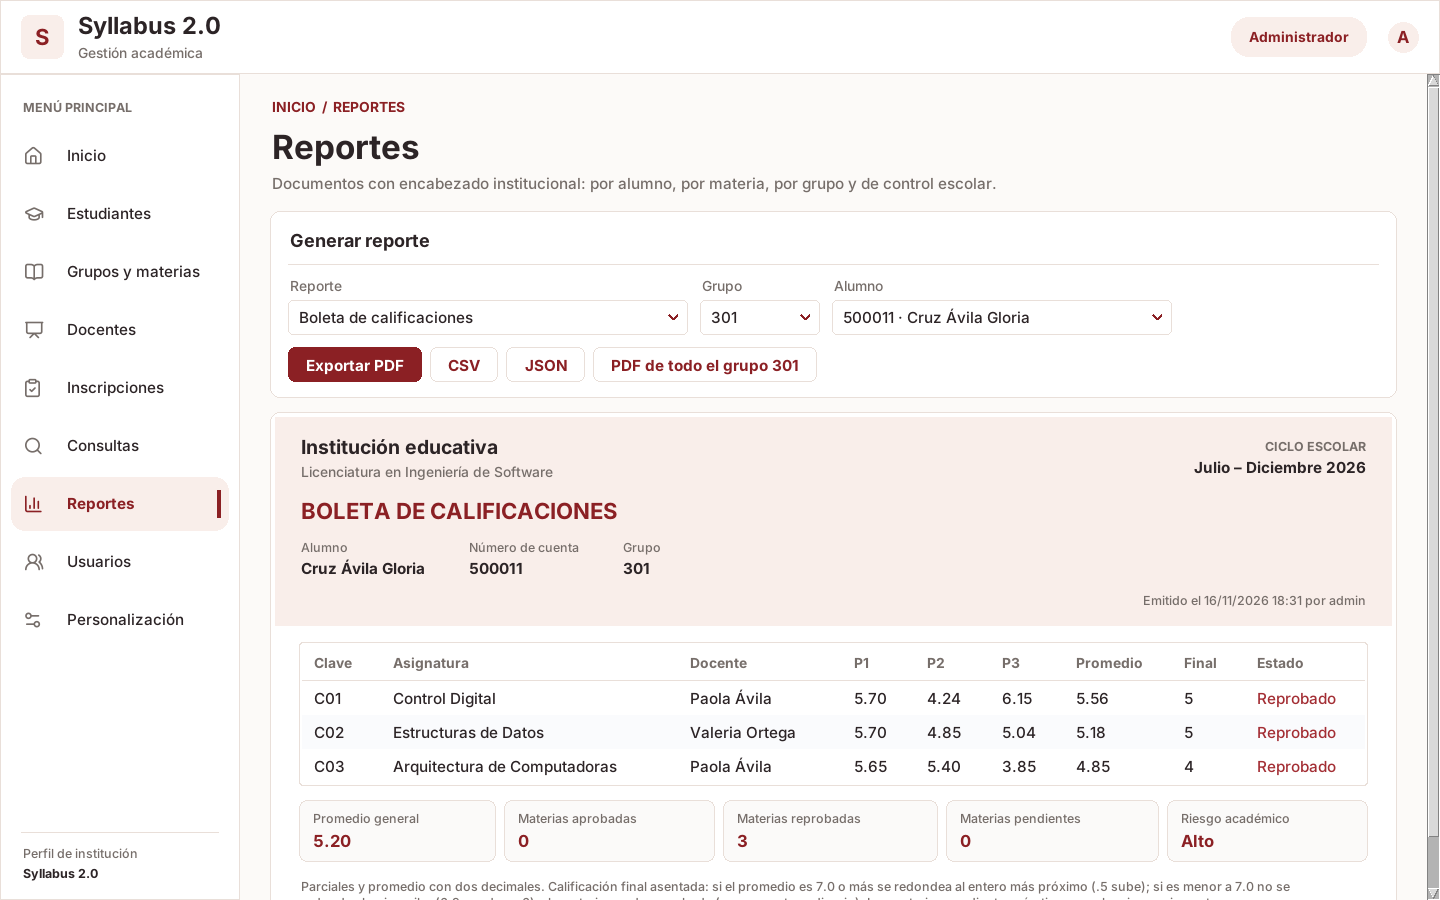 S
Syllabus 2.0
Gestión académica
Administrador
A
MENÚ PRINCIPAL
Inicio
Estudiantes
Grupos y materias
Docentes
Inscripciones
Consultas
Reportes
Usuarios
Personalización
Perfil de institución
Syllabus 2.0
INICIO / REPORTES
Reportes
Documentos con encabezado institucional: por alumno, por materia, por grupo y de control escolar.
Generar reporte
Reporte Grupo Alumno
Boleta de calificaciones 301 500011 · Cruz Ávila Gloria
Exportar PDF CSV JSON PDF de todo el grupo 301
Institución educativa
Licenciatura en Ingeniería de Software
CICLO ESCOLAR
Julio – Diciembre 2026
BOLETA DE CALIFICACIONES
Alumno Número de cuenta Grupo
Cruz Ávila Gloria 500011 301
Emitido el 16/11/2026 18:31 por admin
Clave Asignatura Docente P1 P2 P3 Promedio Final Estado
C01 Control Digital Paola Ávila 5.70 4.24 6.15 5.56 5 Reprobado
C02 Estructuras de Datos Valeria Ortega 5.70 4.85 5.04 5.18 5 Reprobado
C03 Arquitectura de Computadoras Paola Ávila 5.65 5.40 3.85 4.85 4 Reprobado
Promedio general Materias aprobadas Materias reprobadas Materias pendientes Riesgo académico
5.20 0 3 0 Alto
Parciales y promedio con dos decimales. Calificación final asentada: si el promedio es 7.0 o más se redondea al entero más próximo (.5 sube); si es menor a 7.0 no se